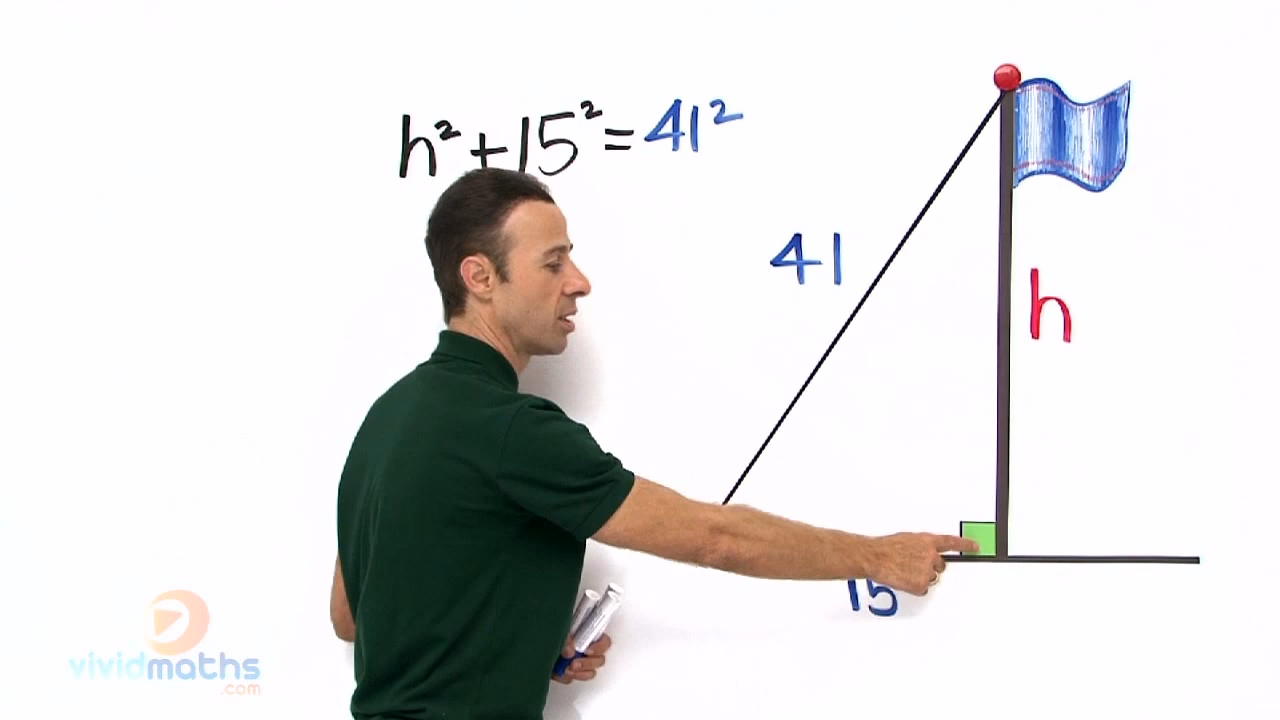 h² + 15² = 41²
41
h
15
vividmaths
.com